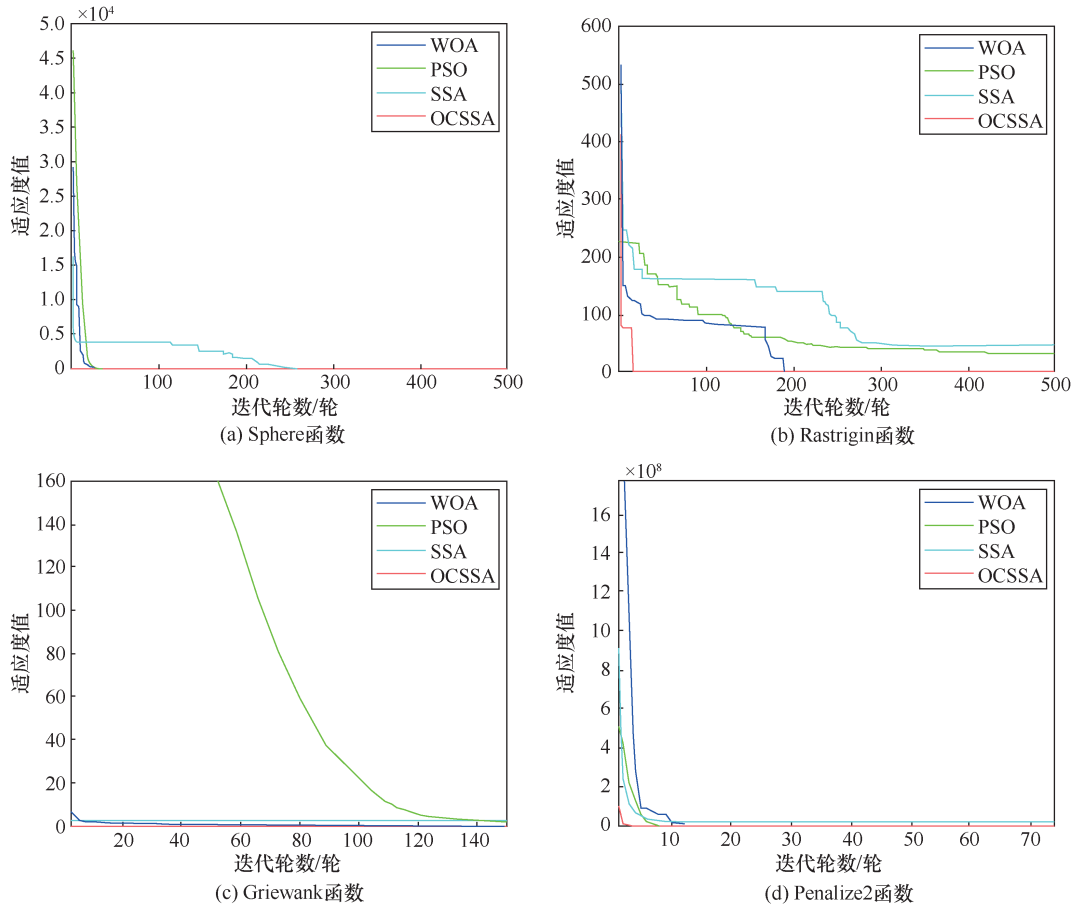 ×10⁴
5.0
4.5
4.0
3.5
3.0
2.5
2.0
1.5
1.0
0.5
0
适应度值
WOA
PSO
SSA
OCSSA
100 200 300 400 500
迭代轮数/轮
(a) Sphere函数
600
500
400
300
200
100
0
适应度值
WOA
PSO
SSA
OCSSA
100 200 300 400 500
迭代轮数/轮
(b) Rastrigin函数
160
140
120
100
80
60
40
20
0
适应度值
WOA
PSO
SSA
OCSSA
20 40 60 80 100 120 140
迭代轮数/轮
(c) Griewank函数
×10⁸
16
14
12
10
8
6
4
2
0
适应度值
WOA
PSO
SSA
OCSSA
10 20 30 40 50 60 70
迭代轮数/轮
(d) Penalize2函数